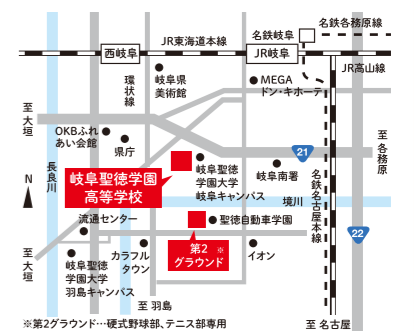 名鉄各務原線
名鉄岐阜
JR東海道本線
西岐阜
JR岐阜
JR高山線
環状線
岐阜県
美術館
MEGA
ドン・キホーテ
至大垣
OKBふれ
あい会館
県庁
21
至各務原
長良川
岐阜聖徳学園
高等学校
岐阜聖徳
学園大学
岐阜キャンパス
岐阜南署
N
境川
名鉄名古屋本線
流通センター
聖徳自動車学園
22
第2※
グラウンド
至大垣
岐阜聖徳
学園大学
羽島キャンパス
カラフル
タウン
イオン
至 羽島
※第2グラウンド…硬式野球部、テニス部専用
至 名古屋